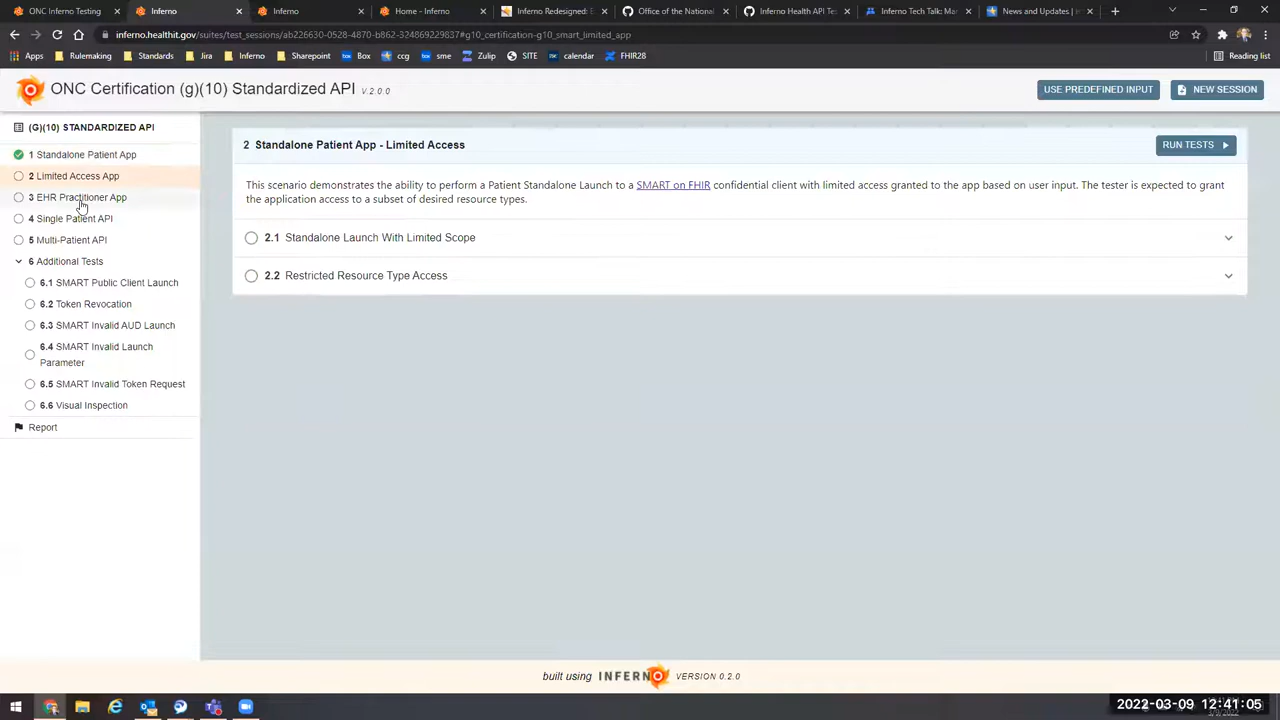 ONC Inferno Testing
Inferno
Inferno
Home - Inferno
Inferno Redesigned: E
Office of the National
Inferno Health API Te
Inferno Tech Talk: Ma
News and Updates |
inferno.healthit.gov/suites/test_sessions/ab226630-0528-4870-b862-324869229837#g10_certification-g10_smart_limited_app
Apps Rulemaking Standards Jira Inferno Sharepoint Box ccg sme Zulip SITE calendar FHIR28 Reading list
ONC Certification (g)(10) Standardized API V.2.0.0
USE PREDEFINED INPUT
NEW SESSION
(G)(10) STANDARDIZED API
1 Standalone Patient App
2 Limited Access App
3 EHR Practitioner App
4 Single Patient API
5 Multi-Patient API
6 Additional Tests
6.1 SMART Public Client Launch
6.2 Token Revocation
6.3 SMART Invalid AUD Launch
6.4 SMART Invalid Launch
Parameter
6.5 SMART Invalid Token Request
6.6 Visual Inspection
Report
2 Standalone Patient App - Limited Access
RUN TESTS
This scenario demonstrates the ability to perform a Patient Standalone Launch to a SMART on FHIR confidential client with limited access granted to the app based on user input. The tester is expected to grant
the application access to a subset of desired resource types.
2.1 Standalone Launch With Limited Scope
2.2 Restricted Resource Type Access
built using INFERNO VERSION 0.2.0
2022-03-09 12:41:05